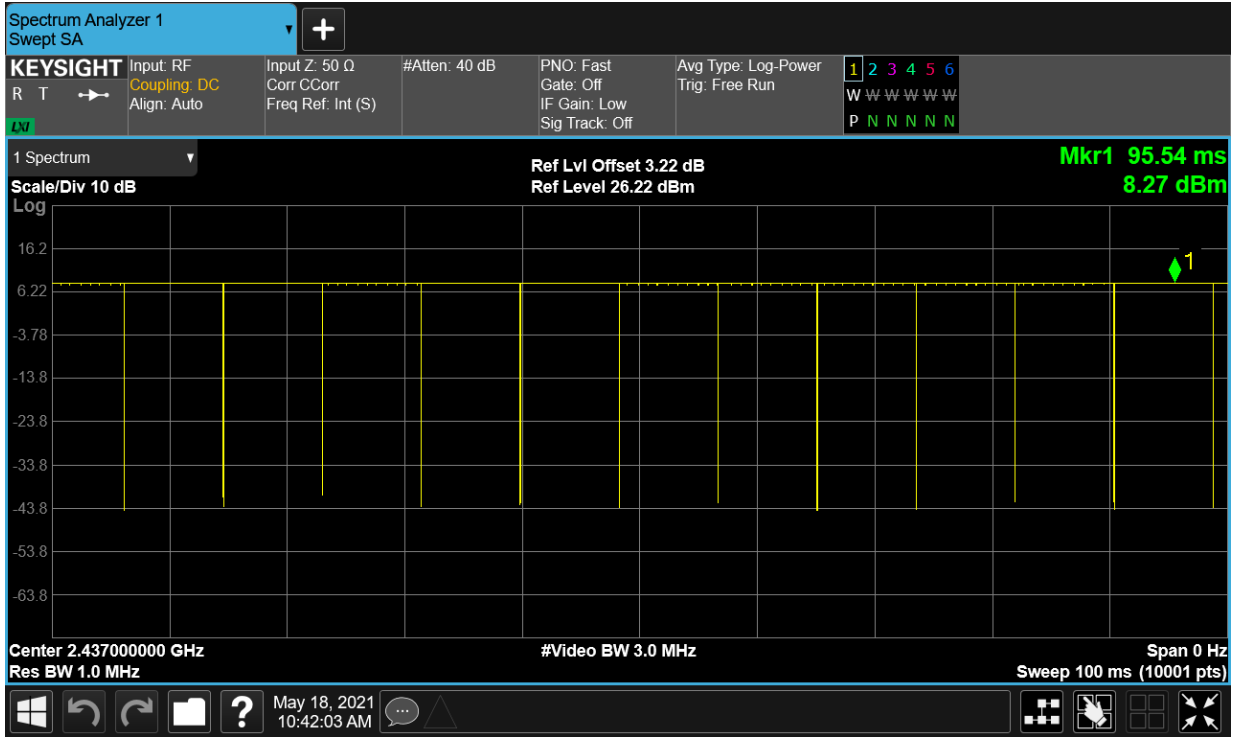 Spectrum Analyzer 1
Swept SA
KEYSIGHT
R T
LXI
Input: RF
Coupling: DC
Align: Auto
Input Z: 50 Ω
Corr CCorr
Freq Ref: Int (S)
#Atten: 40 dB
PNO: Fast
Gate: Off
IF Gain: Low
Sig Track: Off
Avg Type: Log-Power
Trig: Free Run
1 2 3 4 5 6
W W W W W W
P N N N N N
1 Spectrum
Scale/Div 10 dB
Log
Ref Lvl Offset 3.22 dB
Ref Level 26.22 dBm
Mkr1 95.54 ms
8.27 dBm
1
16.2
6.22
-3.78
-13.8
-23.8
-33.8
-43.8
-53.8
-63.8
Center 2.437000000 GHz
Res BW 1.0 MHz
#Video BW 3.0 MHz
Span 0 Hz
Sweep 100 ms (10001 pts)
?
May 18, 2021
10:42:03 AM